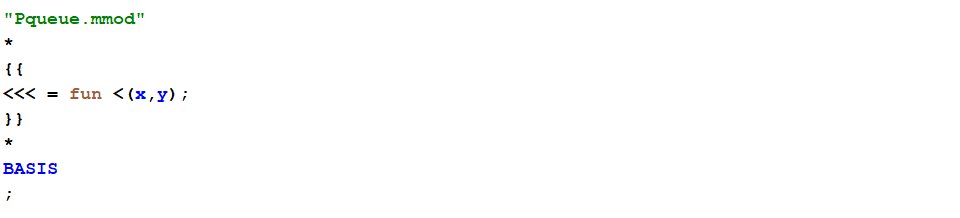 "Pqueue.mmod"
*
{{
<<< = fun <(x,y);
}}
*
BASIS
;